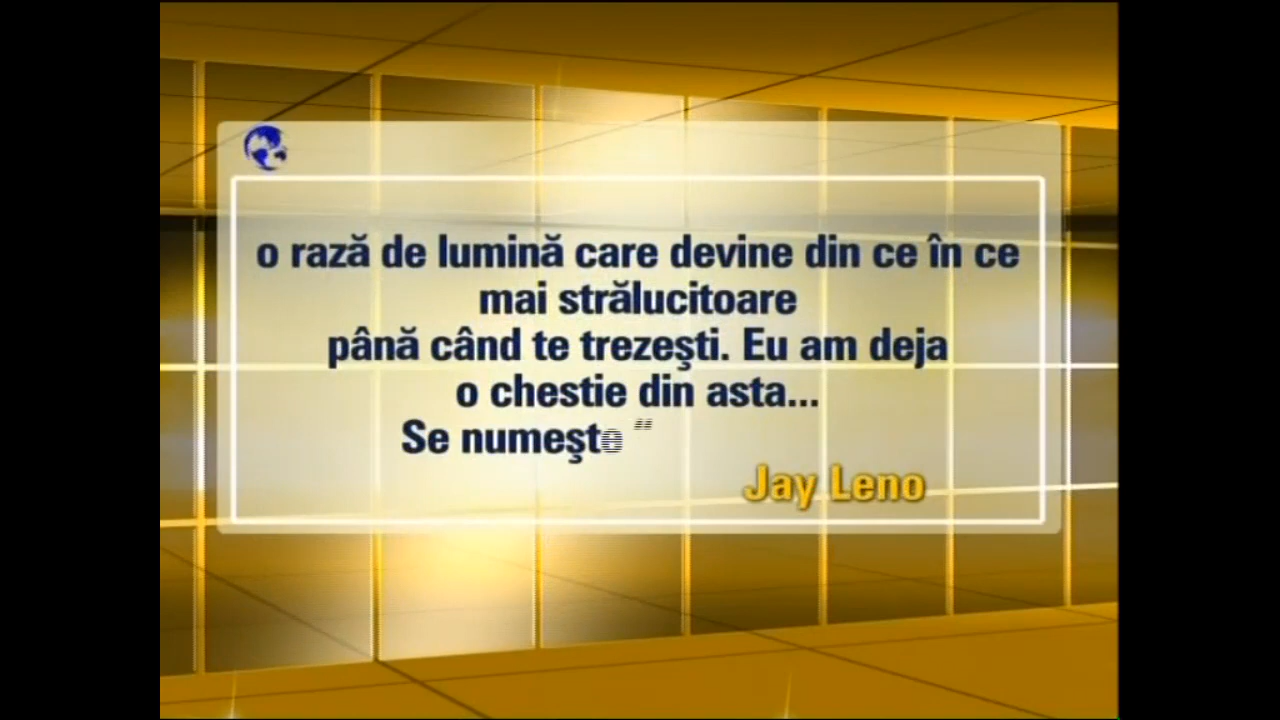 o rază de lumină care devine din ce în ce
mai strălucitoare
până când te trezeşti. Eu am deja
o chestie din asta...
Se numeşte “
Jay Leno